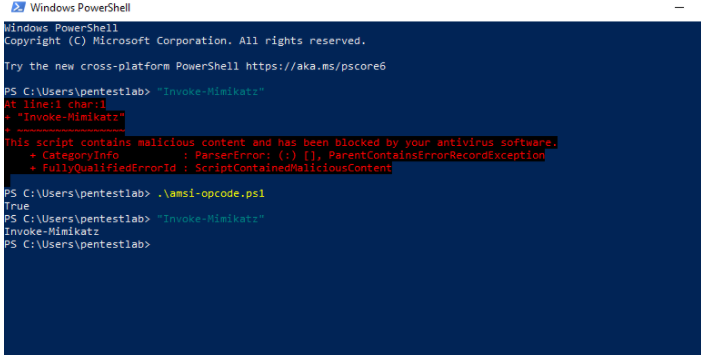 Windows PowerShell
Windows PowerShell
Copyright (C) Microsoft Corporation. All rights reserved.
Try the new cross-platform PowerShell https://aka.ms/pscore6
PS C:\Users\pentestlab> "Invoke-Mimikatz"
At line:1 char:1
+ "Invoke-Mimikatz"
+ ~~~~~~~~~~~~~~~~~
This script contains malicious content and has been blocked by your antivirus software.
+ CategoryInfo : ParserError: (:) [], ParentContainsErrorRecordException
+ FullyQualifiedErrorId : ScriptContainedMaliciousContent
PS C:\Users\pentestlab> .\amsi-opcode.ps1
True
PS C:\Users\pentestlab> "Invoke-Mimikatz"
Invoke-Mimikatz
PS C:\Users\pentestlab>